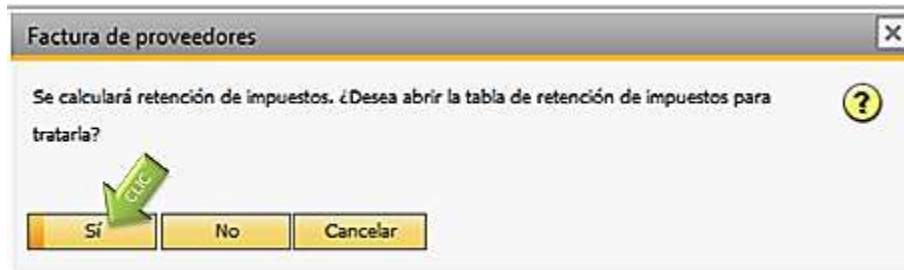 Factura de proveedores
Se calculará retención de impuestos. ¿Desea abrir la tabla de retención de impuestos para
tratarla?
CLIC
Sí No Cancelar